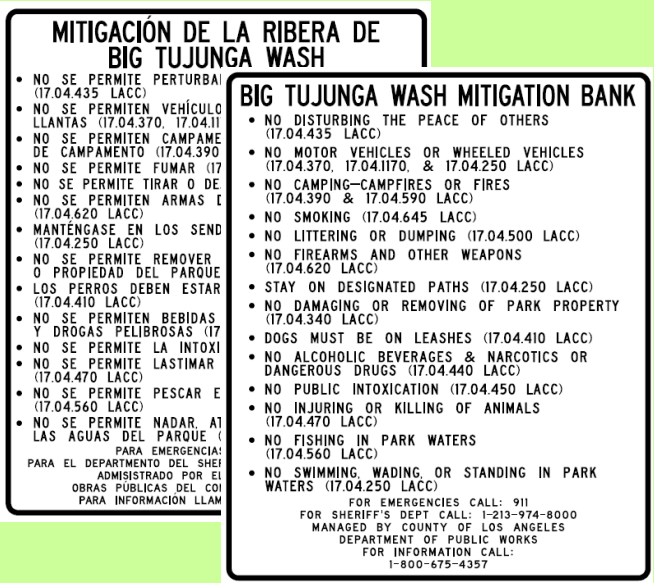 MITIGACIÓN DE LA RIBERA DE
BIG TUJUNGA WASH
• NO SE PERMITE
(17.04.435 LACC)
• NO SE PERMITEN
LLANTAS (17.04.370,
• NO SE PERMITEN
DE CAMPAMENTO (17.04.390
• NO SE PERMITE FUMAR
• NO SE PERMITE TIRAR O
• NO SE PERMITEN ARMAS
(17.04.620 LACC)
• MANTÉNGASE EN LOS
(17.04.250 LACC)
• NO SE PERMITE REMOVER
O PROPIEDAD DEL PARQUE
• LOS PERROS DEBEN ESTAR
(17.04.410 LACC)
• NO SE PERMITEN BEBIDAS
Y DROGAS PELIBROSAS
• NO SE PERMITE LA
• NO SE PERMITE LASTIMAR
(17.04.470 LACC)
• NO SE PERMITE PESCAR
(17.04.560 LACC)
• NO SE PERMITE NADAR,
LAS AGUAS DEL PARQUE
PARA
PARA EL DEPARTMENTO DEL
ADMISISTRADO POR
OBRAS PÚBLICAS DEL
PARA INFORMACIÓN
BIG TUJUNGA WASH MITIGATION BANK
• NO DISTURBING THE PEACE OF OTHERS
(17.04.435 LACC)
• NO MOTOR VEHICLES OR WHEELED VEHICLES
(17.04.370, 17.04.1170, & 17.04.250 LACC)
• NO CAMPING–CAMPFIRES OR FIRES
(17.04.390 & 17.04.590 LACC)
• NO SMOKING (17.04.645 LACC)
• NO LITTERING OR DUMPING (17.04.500 LACC)
• NO FIREARMS AND OTHER WEAPONS
(17.04.620 LACC)
• STAY ON DESIGNATED PATHS (17.04.250 LACC)
• NO DAMAGING OR REMOVING OF PARK PROPERTY
(17.04.340 LACC)
• DOGS MUST BE ON LEASHES (17.04.410 LACC)
• NO ALCOHOLIC BEVERAGES & NARCOTICS OR
DANGEROUS DRUGS (17.04.440 LACC)
• NO PUBLIC INTOXICATION (17.04.450 LACC)
• NO INJURING OR KILLING OF ANIMALS
(17.04.470 LACC)
• NO FISHING IN PARK WATERS
(17.04.560 LACC)
• NO SWIMMING, WADING, OR STANDING IN PARK
WATERS (17.04.250 LACC)
FOR EMERGENCIES CALL: 911
FOR SHERIFF'S DEPT CALL: 1-213-974-8000
MANAGED BY COUNTY OF LOS ANGELES
DEPARTMENT OF PUBLIC WORKS
FOR INFORMATION CALL:
1-800-675-4357